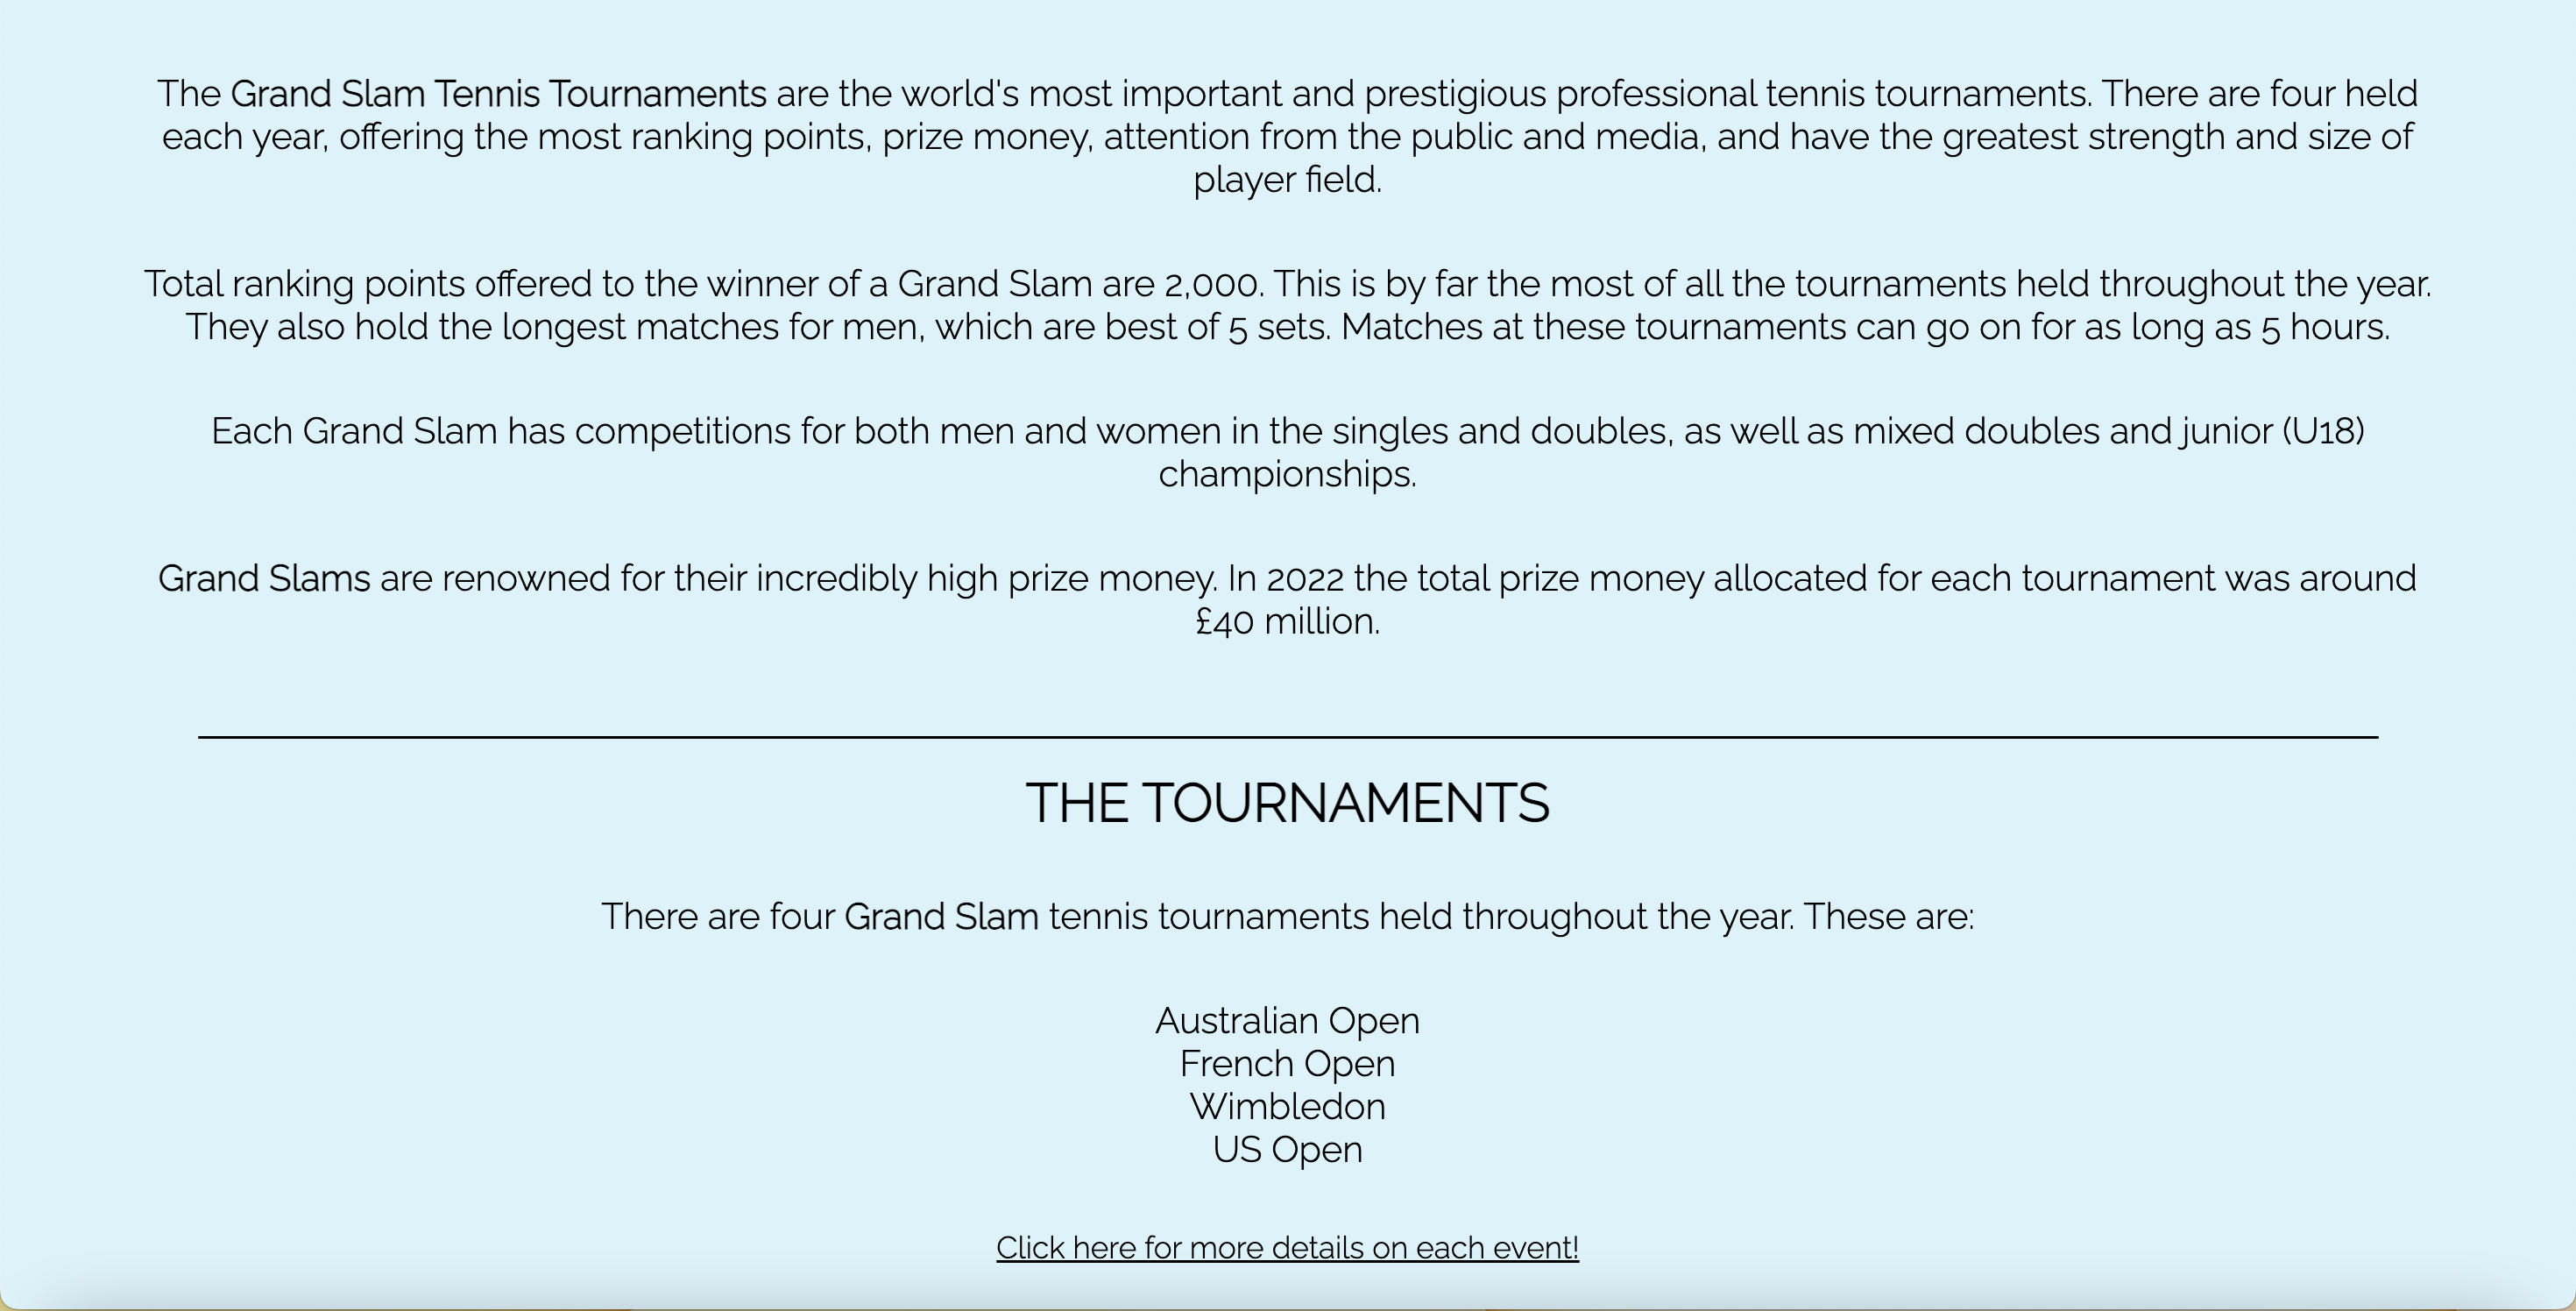 The Grand Slam Tennis Tournaments are the world's most important and prestigious professional tennis tournaments. There are four held
each year, offering the most ranking points, prize money, attention from the public and media, and have the greatest strength and size of
player field.
Total ranking points offered to the winner of a Grand Slam are 2,000. This is by far the most of all the tournaments held throughout the year.
They also hold the longest matches for men, which are best of 5 sets. Matches at these tournaments can go on for as long as 5 hours.
Each Grand Slam has competitions for both men and women in the singles and doubles, as well as mixed doubles and junior (U18)
championships.
Grand Slams are renowned for their incredibly high prize money. In 2022 the total prize money allocated for each tournament was around
£40 million.
THE TOURNAMENTS
There are four Grand Slam tennis tournaments held throughout the year. These are:
Australian Open
French Open
Wimbledon
US Open
Click here for more details on each event!